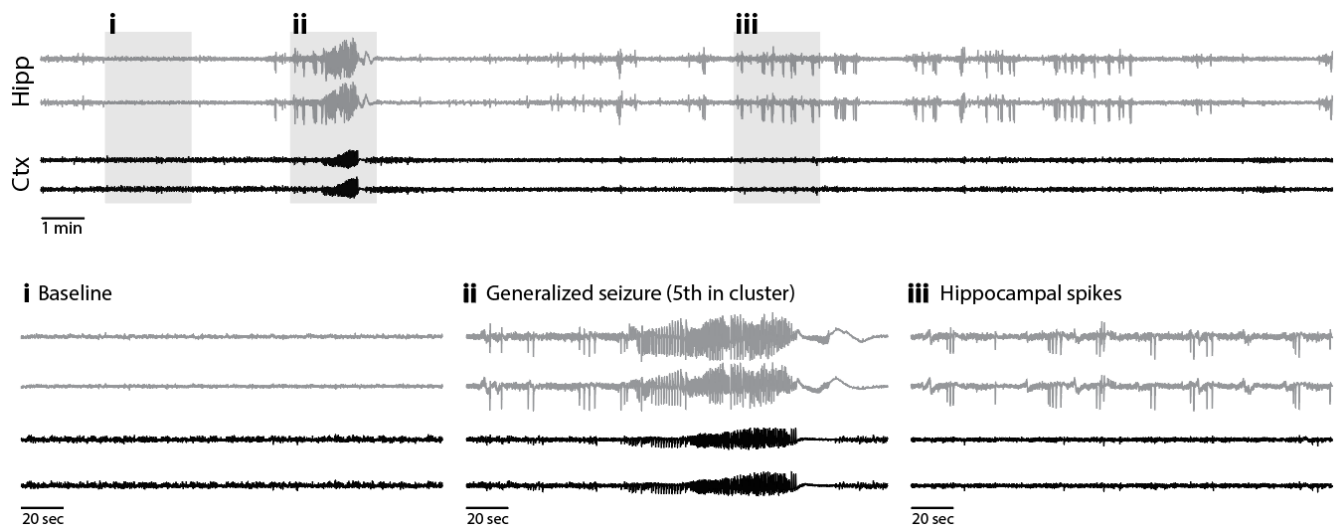 i ii iii
Hipp
Ctx
1 min
i Baseline
ii Generalized seizure (5th in cluster)
iii Hippocampal spikes
20 sec 20 sec 20 sec